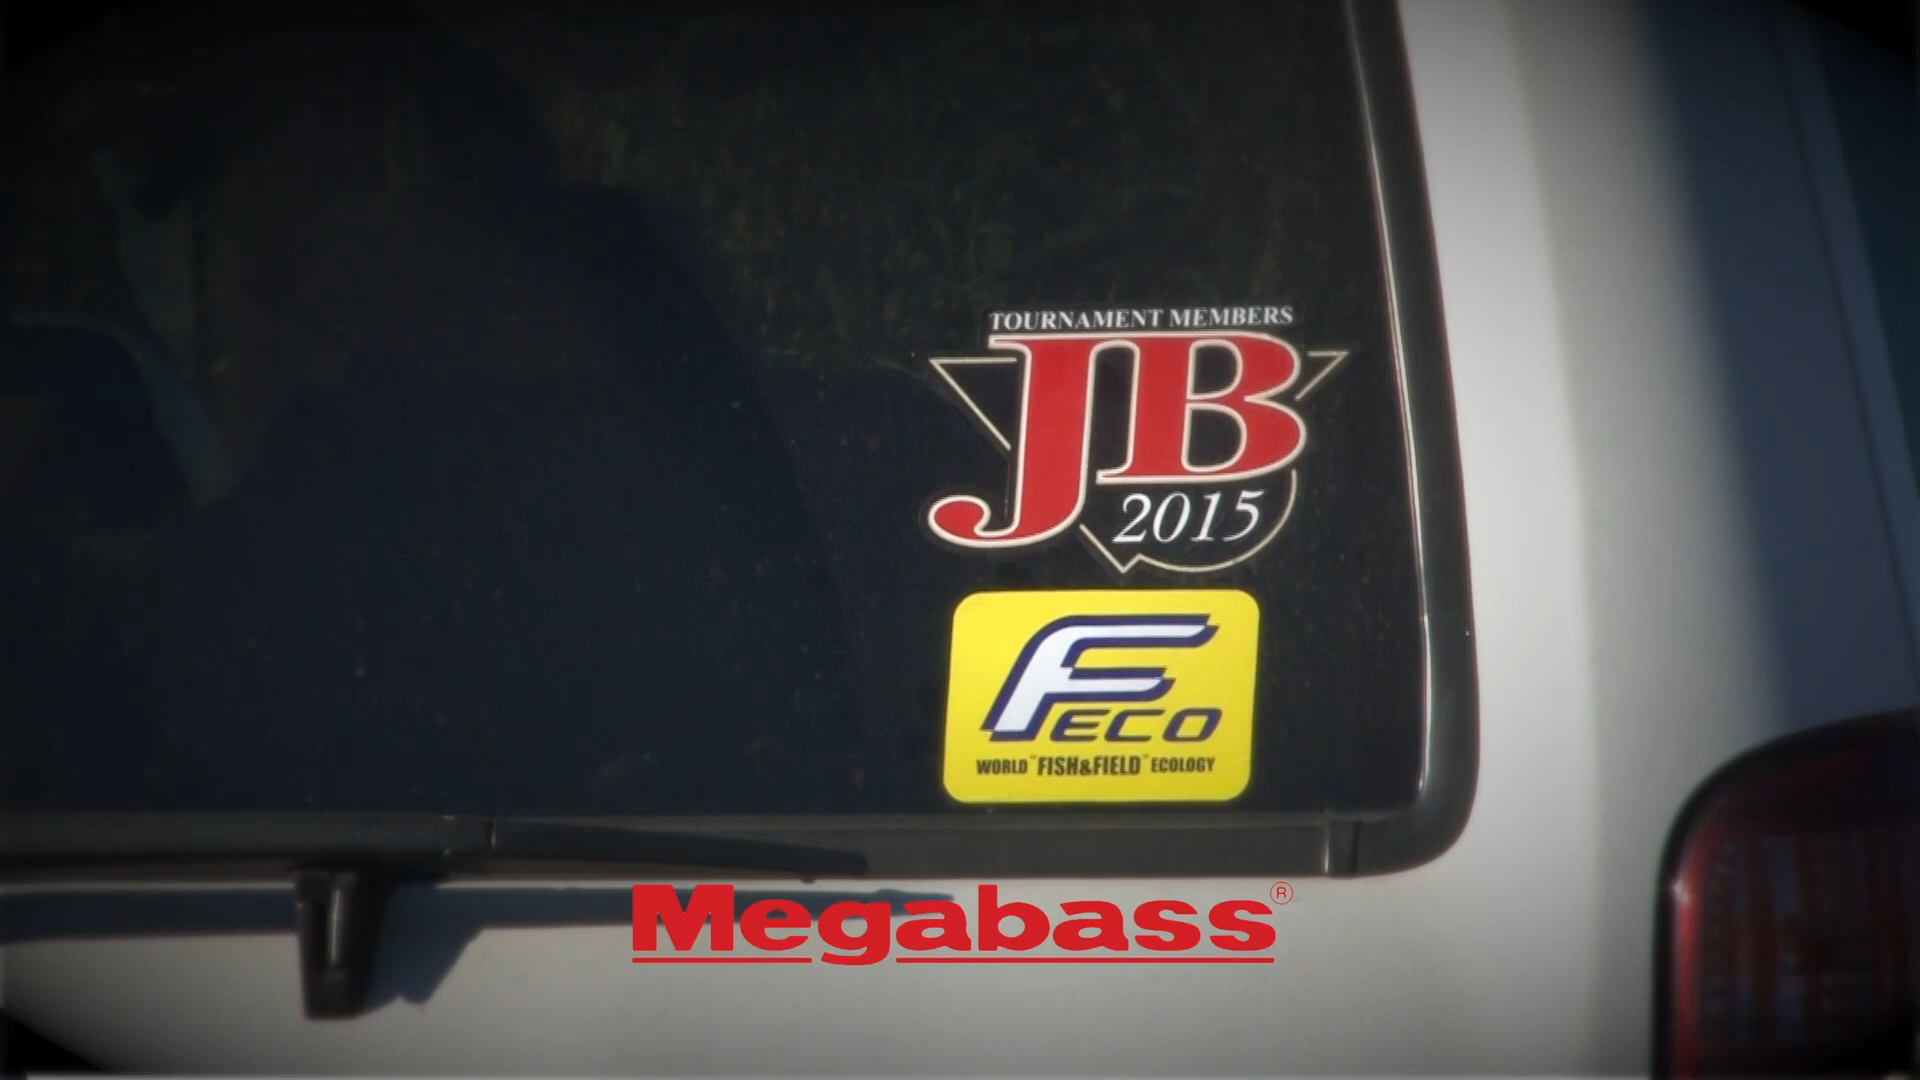 TOURNAMENT MEMBERS
JB
2015
FECO
WORLD "FISH&FIELD" ECOLOGY
Megabass®